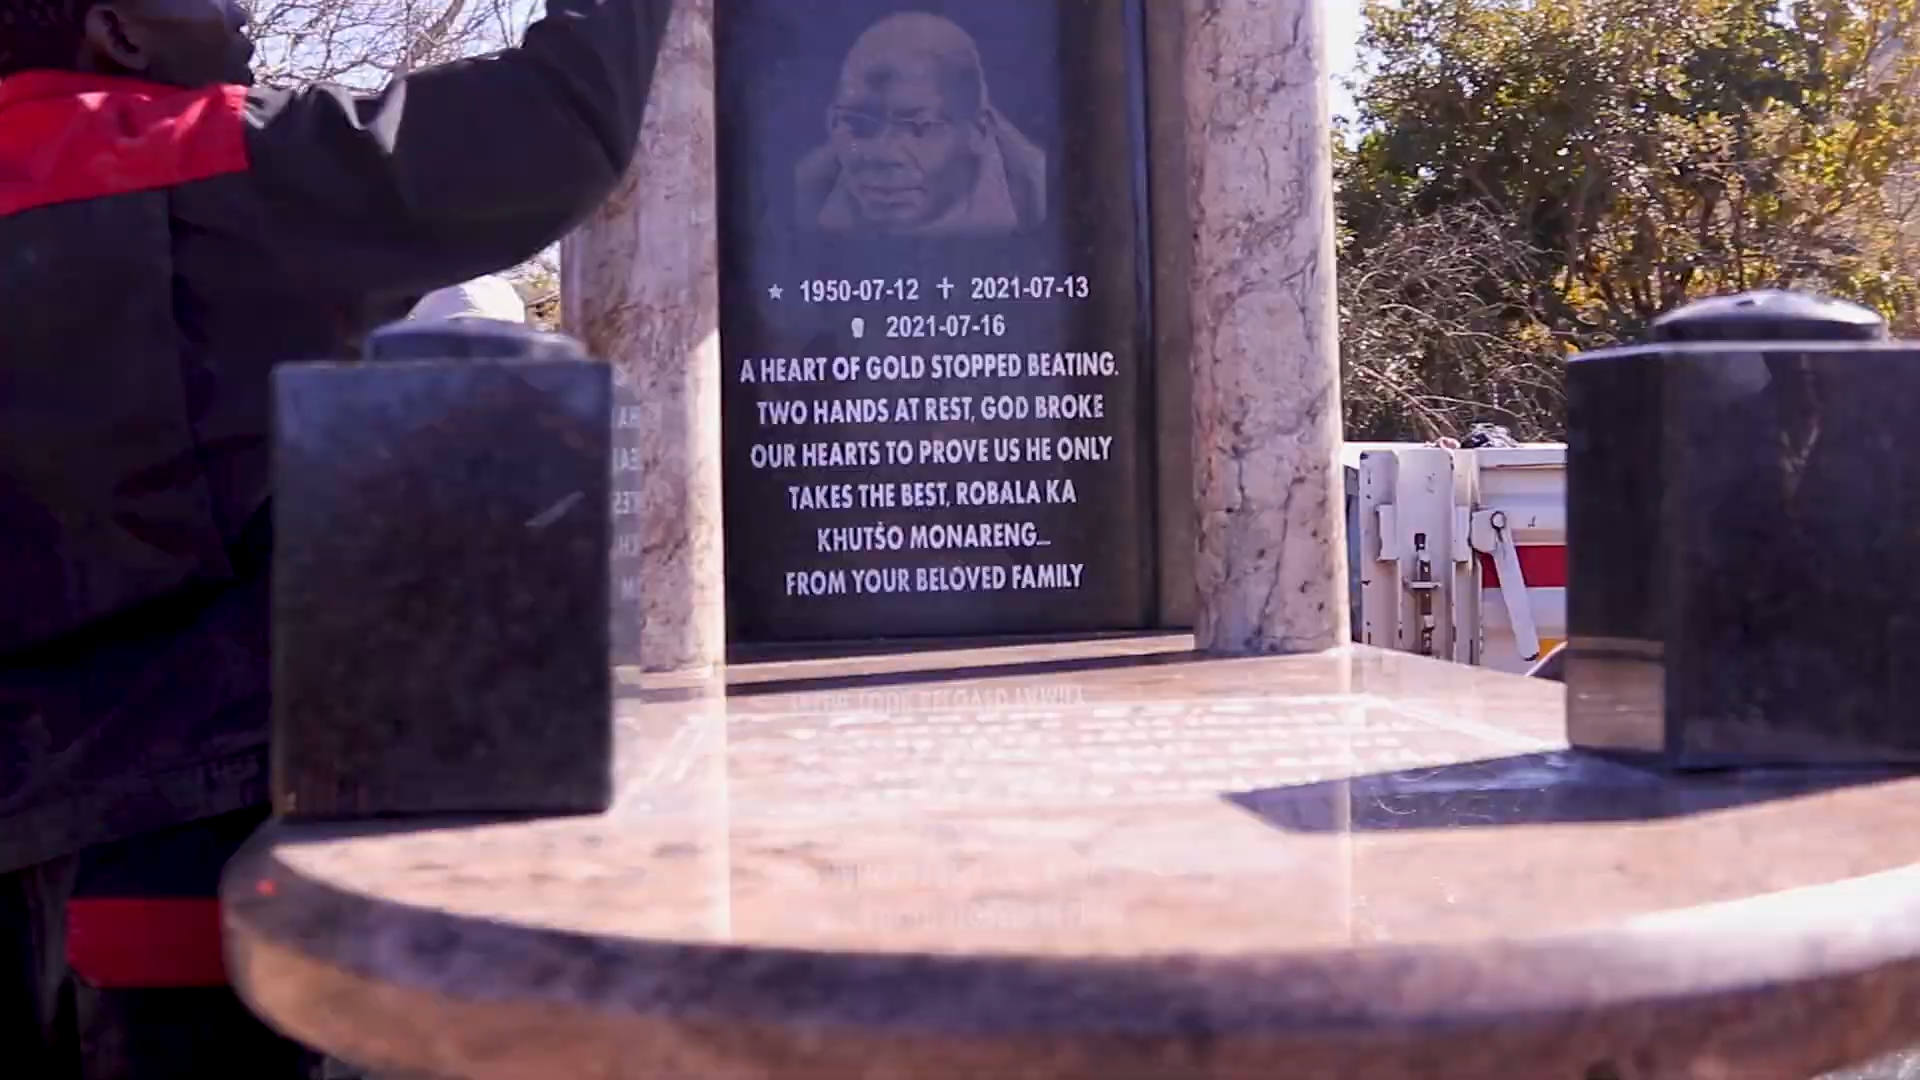 ★ 1950-07-12 ✝ 2021-07-13
2021-07-16
A HEART OF GOLD STOPPED BEATING.
TWO HANDS AT REST, GOD BROKE
OUR HEARTS TO PROVE US HE ONLY
TAKES THE BEST, ROBALA KA
KHUTŠO MONARENG...
FROM YOUR BELOVED FAMILY